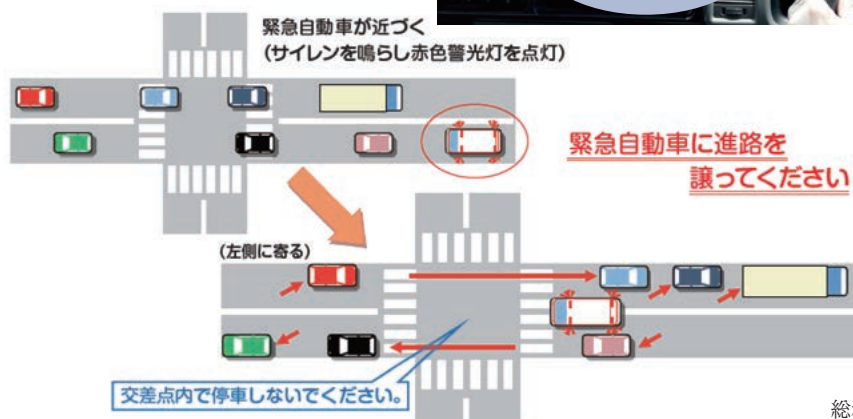 緊急自動車が近づく
(サイレンを鳴らし赤色警光灯を点灯)
緊急自動車に進路を
譲ってください
(左側に寄る)
交差点内で停車しないでください。
総